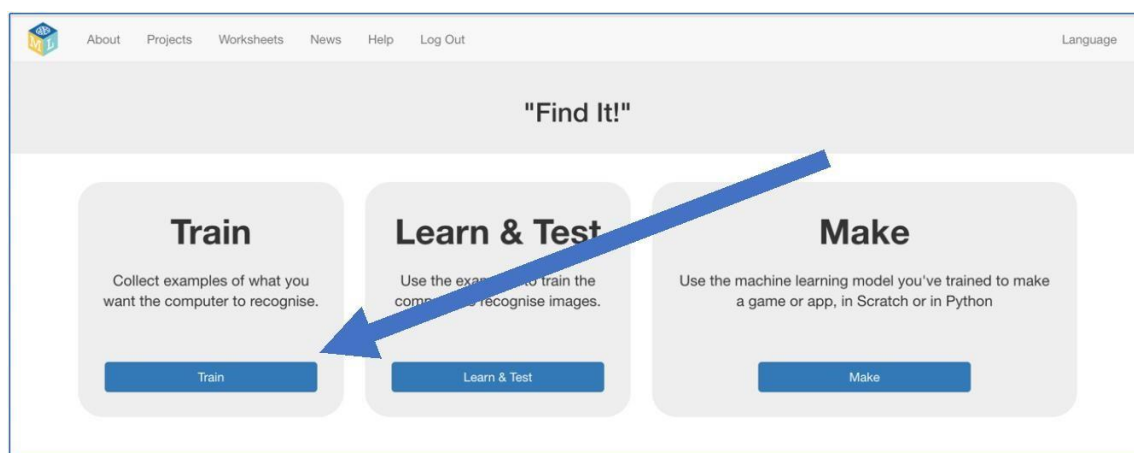 About Projects Worksheets News Help Log Out Language
"Find It!"
Train
Collect examples of what you
want the computer to recognise.
Train
Learn & Test
Use the to train the
recognise images.
Learn & Test
Make
Use the machine learning model you've trained to make
a game or app, in Scratch or in Python
Make